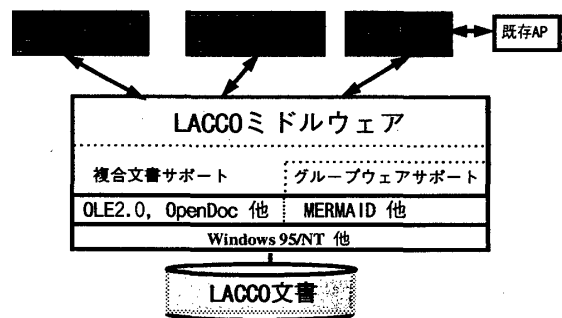 既存AP
LACCOミドルウェア
複合文書サポート
グループウェアサポート
OLE2.0, OpenDoc 他
MERMAID 他
Windows 95/NT 他
LACCO文書